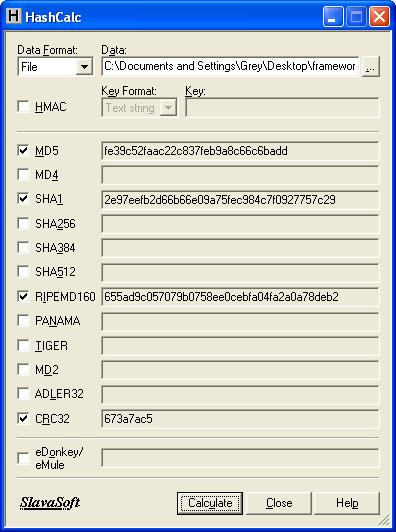 HashCalc
Data Format: Data:
File C:\Documents and Settings\Grey\Desktop\framewor ...
Key Format: Key:
HMAC Text string
MD5 fe39c52faac22c837feb9a8c66c6badd
MD4
SHA1 2e97eefb2d66b66e09a75fec984c7f0927757c29
SHA256
SHA384
SHA512
RIPEMD160 655ad9c057079b0758ee0cebfa04fa2a0a78deb2
PANAMA
TIGER
MD2
ADLER32
CRC32 673a7ac5
eDonkey/
eMule
SlavaSoft Calculate Close Help